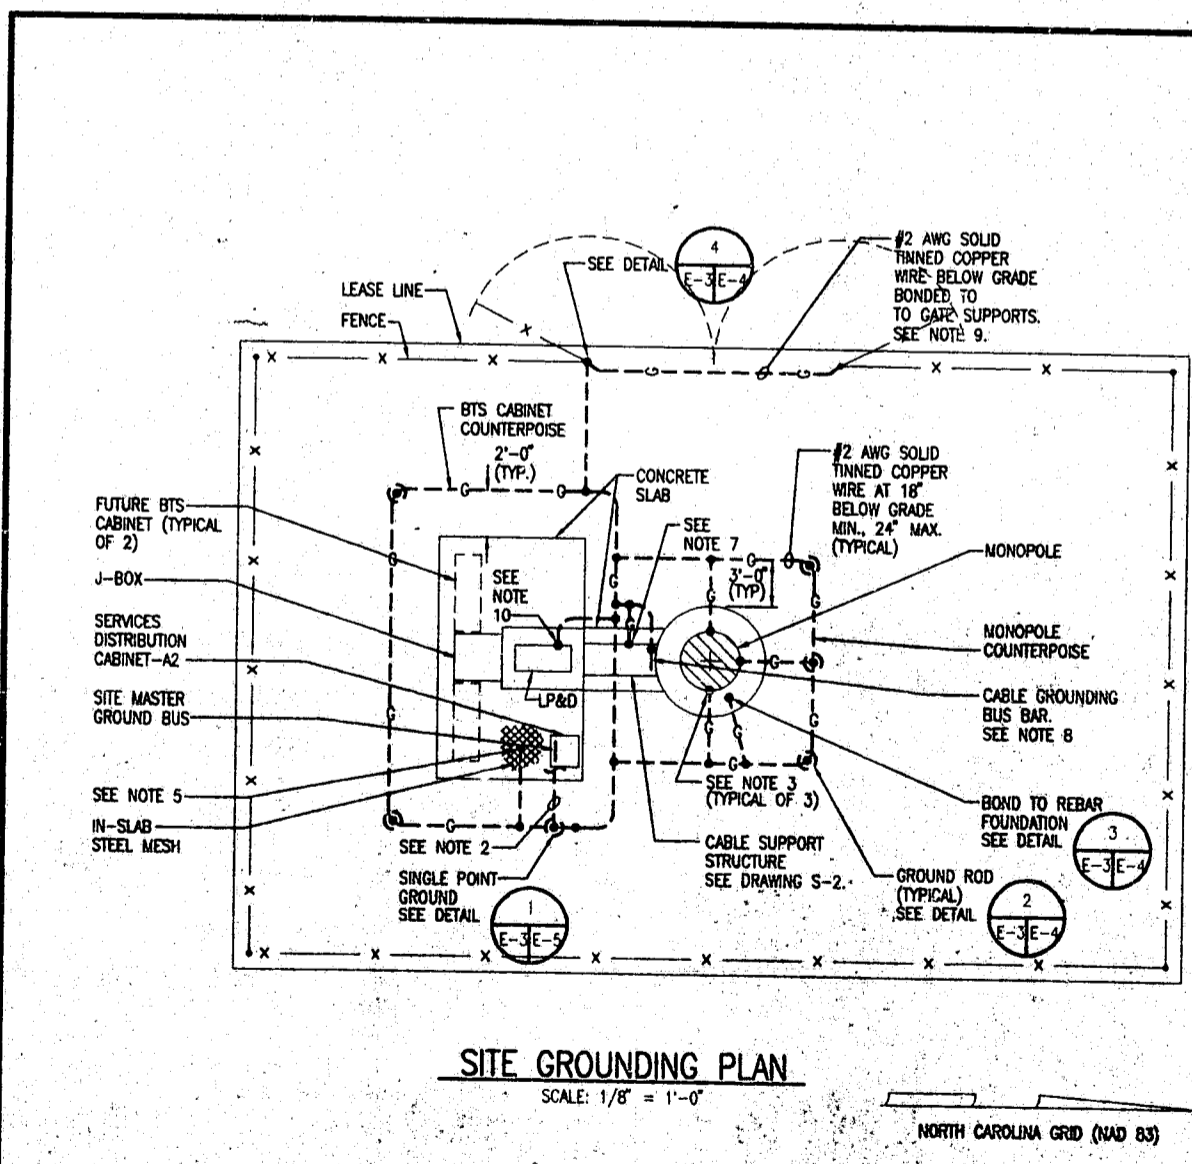 4
E-3 E-4
SEE DETAIL
#2 AWG SOLID
TINNED COPPER
WIRE BELOW GRADE
BONDED TO
TO GATE SUPPORTS.
SEE NOTE 9.
LEASE LINE
FENCE
BTS CABINET
COUNTERPOISE
2'-0"
(TYP.)
CONCRETE
SLAB
#2 AWG SOLID
TINNED COPPER
WIRE AT 18"
BELOW GRADE
MIN., 24" MAX.
(TYPICAL)
FUTURE BTS
CABINET (TYPICAL
OF 2)
SEE
NOTE 7
MONOPOLE
J-BOX
SEE
NOTE
10
3'-0"
(TYP)
SERVICES
DISTRIBUTION
CABINET-A2
MONOPOLE
COUNTERPOISE
SITE MASTER
GROUND BUS
LP&D
CABLE GROUNDING
BUS BAR.
SEE NOTE 8
SEE NOTE 5
SEE NOTE 3
(TYPICAL OF 3)
BOND TO REBAR
FOUNDATION
SEE DETAIL
3
E-3 E-4
IN-SLAB
STEEL MESH
SEE NOTE 2
CABLE SUPPORT
STRUCTURE
SEE DRAWING S-2.
SINGLE POINT
GROUND
SEE DETAIL
1
E-3 E-5
GROUND ROD
(TYPICAL)
SEE DETAIL
2
E-3 E-4
SITE GROUNDING PLAN
SCALE: 1/8" = 1'-0"
NORTH CAROLINA GRID (NAD 83)